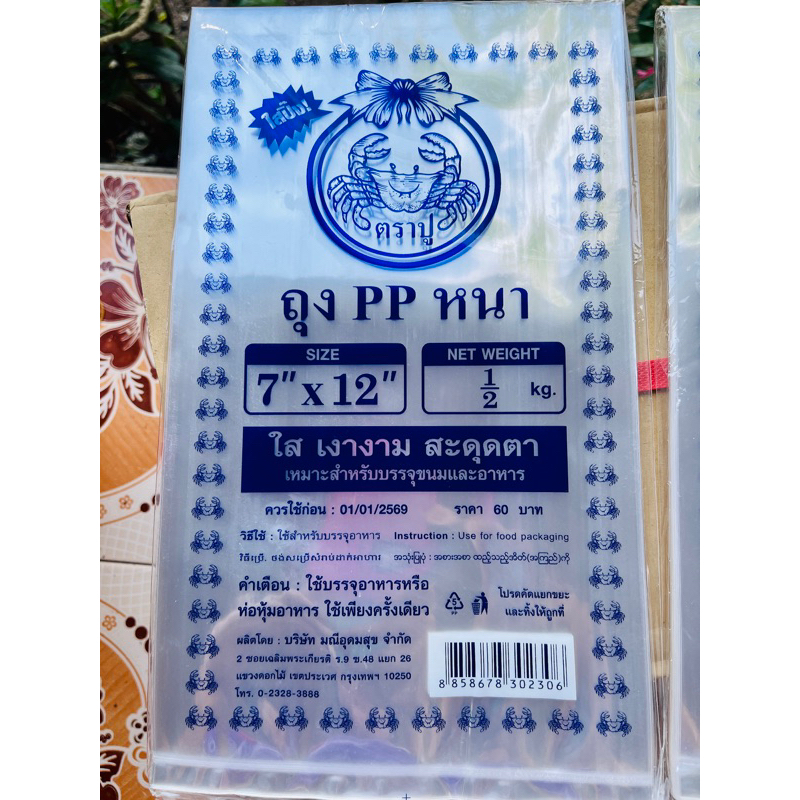 ใสปิ๊ง!
ตราปู
ถุง PP หนา
SIZE
7" x 12"
NET WEIGHT
1/2 kg.
ใส เงางาม สะดุดตา
เหมาะสำหรับบรรจุขนมและอาหาร
ควรใช้ก่อน : 01/01/2569 ราคา 60 บาท
วิธีใช้ : ใช้สำหรับบรรจุอาหาร Instruction : Use for food packaging
คำเตือน : ใช้บรรจุอาหารหรือ
ห่อหุ้มอาหาร ใช้เพียงครั้งเดียว
5
PP
โปรดคัดแยกขยะ
และทิ้งให้ถูกที่
ผลิตโดย : บริษัท มณีอุดมสุข จำกัด
2 ซอยเฉลิมพระเกียรติ ร.9 ซ.48 แยก 26
แขวงดอกไม้ เขตประเวศ กรุงเทพฯ 10250
โทร. 0-2328-3888
8 858678 302306